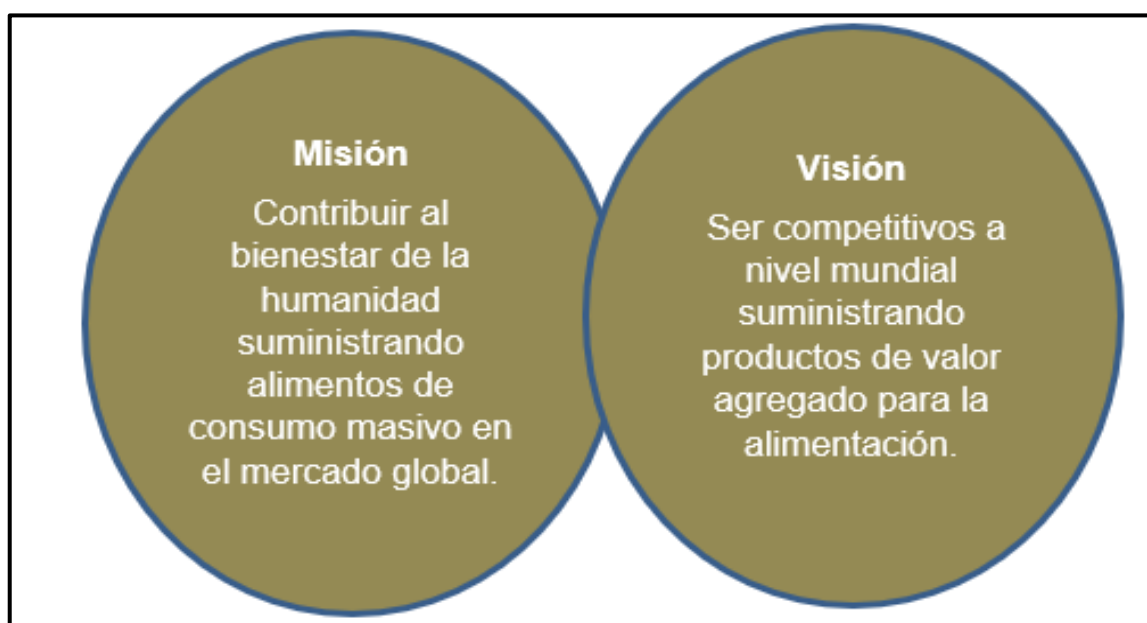 Misión
Contribuir al
bienestar de la
humanidad
suministrando
alimentos de
consumo masivo en
el mercado global.
Visión
Ser competitivos a
nivel mundial
suministrando
productos de valor
agregado para la
alimentación.